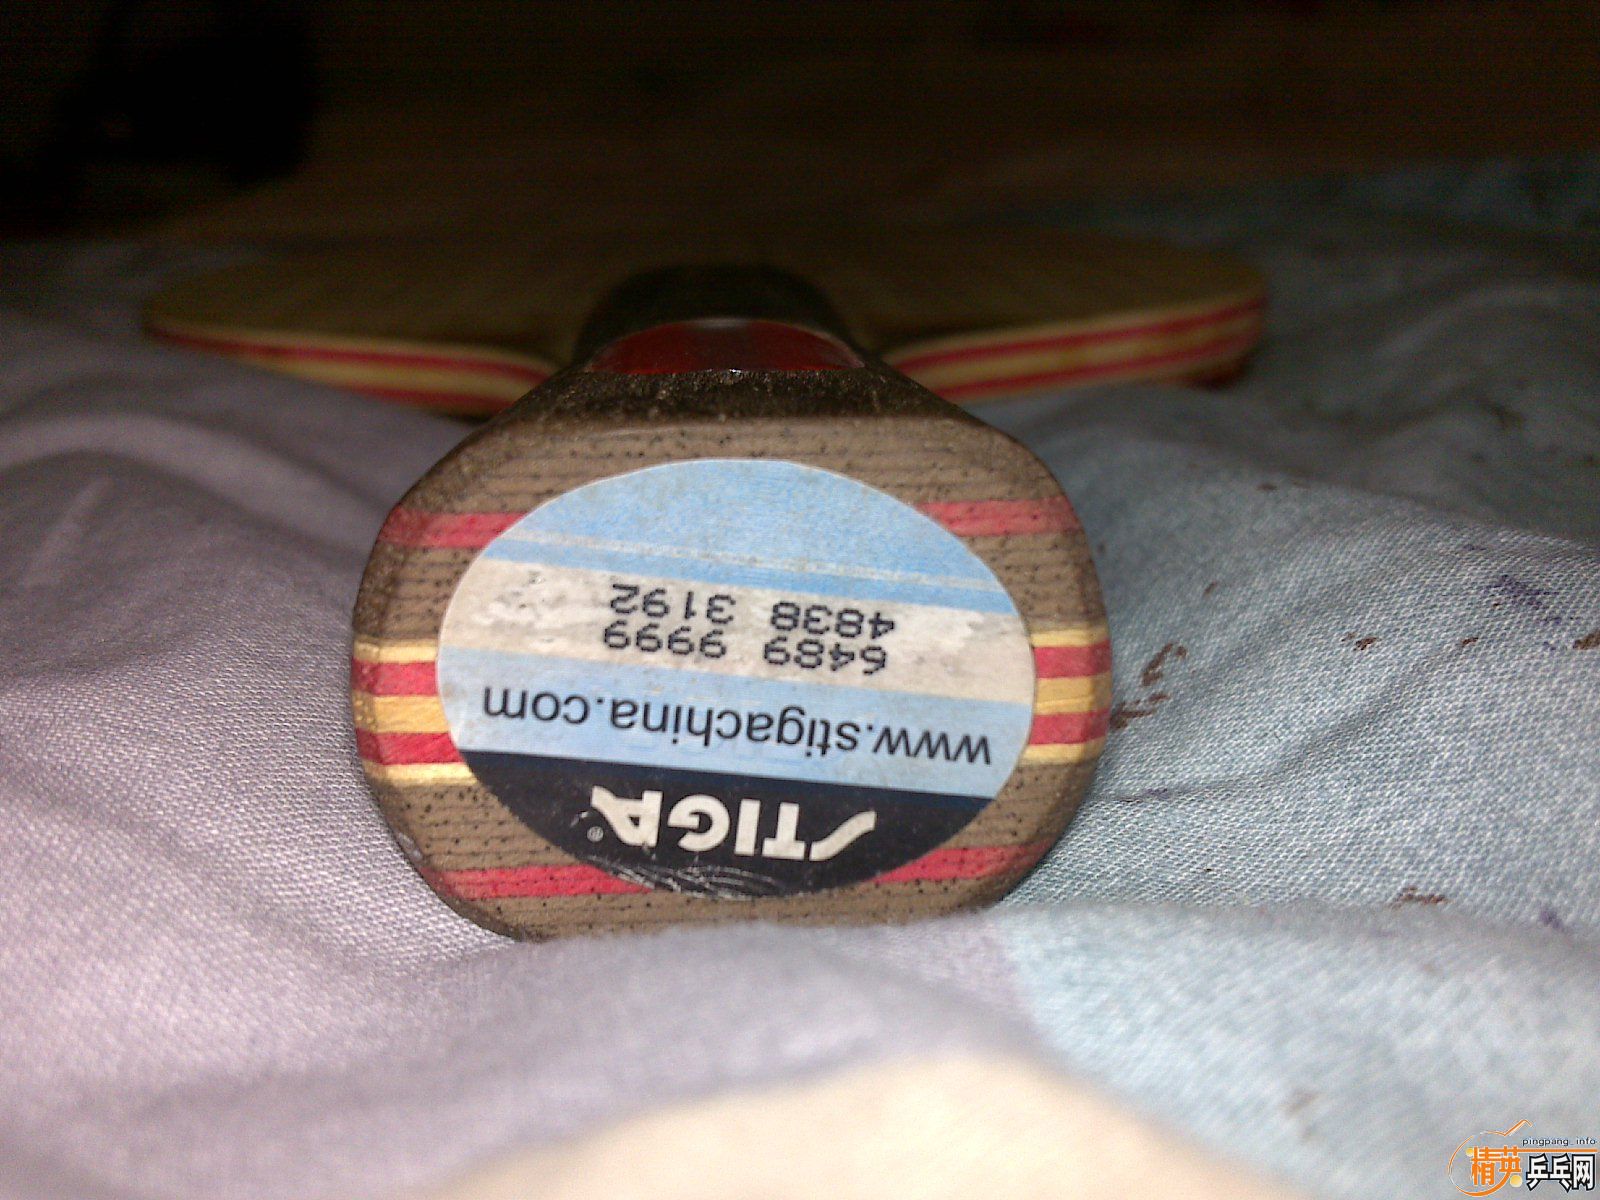 STIGA®
www.stigachina.com
6489 9999
4838 3192
pingpang_info
精英乒乓网